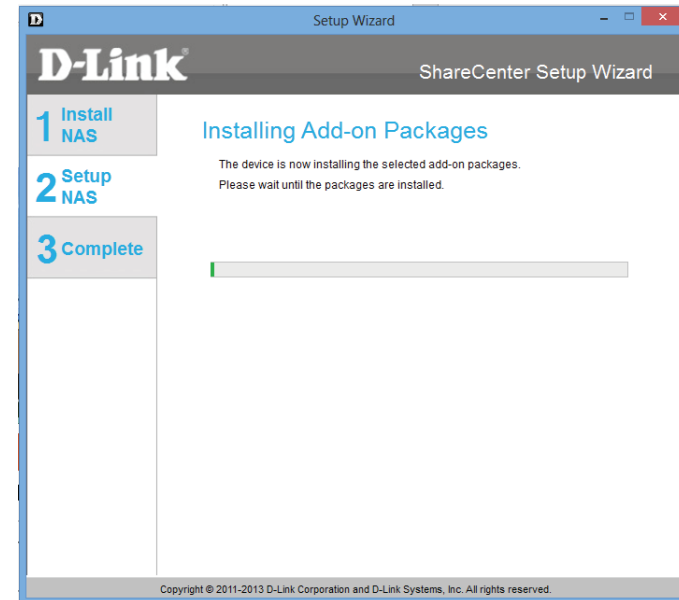 Setup Wizard
D-Link
ShareCenter Setup Wizard
1 Install
NAS
2 Setup
NAS
3 Complete
Installing Add-on Packages
The device is now installing the selected add-on packages.
Please wait until the packages are installed.
Copyright © 2011-2013 D-Link Corporation and D-Link Systems, Inc. All rights reserved.